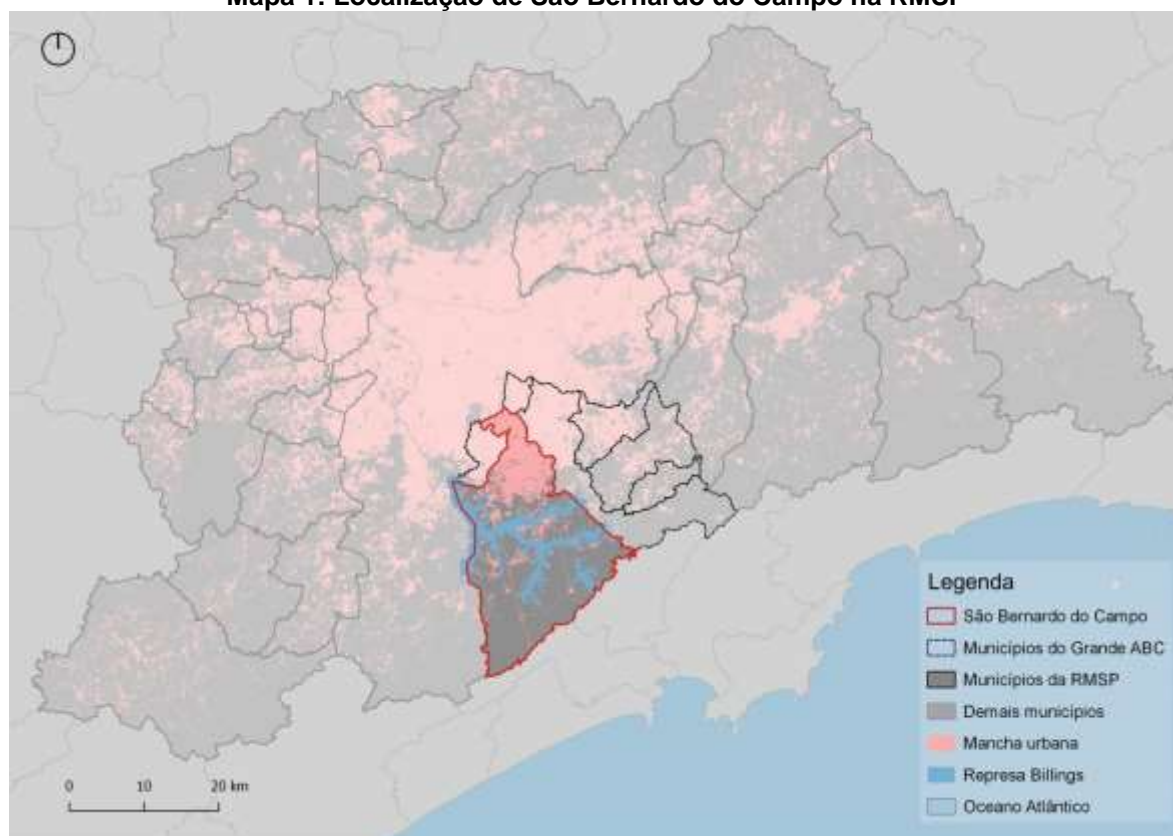 Mapa 1: Localização de São Bernardo do Campo na RMSP
Legenda
São Bernardo do Campo
Municípios do Grande ABC
Municípios da RMSP
Demais municípios
Mancha urbana
Represa Billings
Oceano Atlântico
0 10 20 km